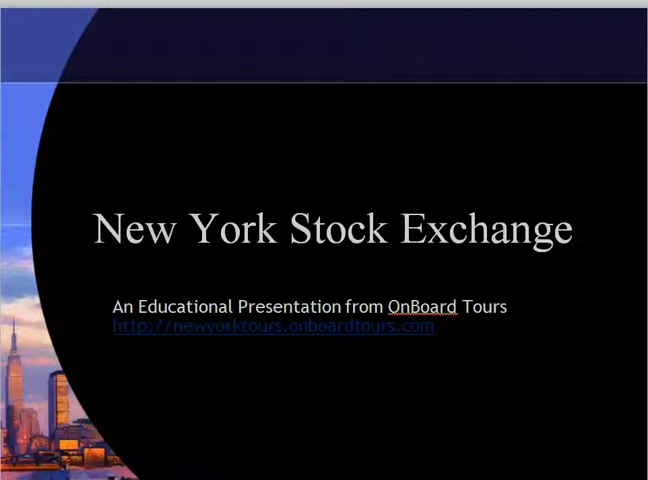 New York Stock Exchange
An Educational Presentation from OnBoard Tours
http://newyorktours.onboardtours.com